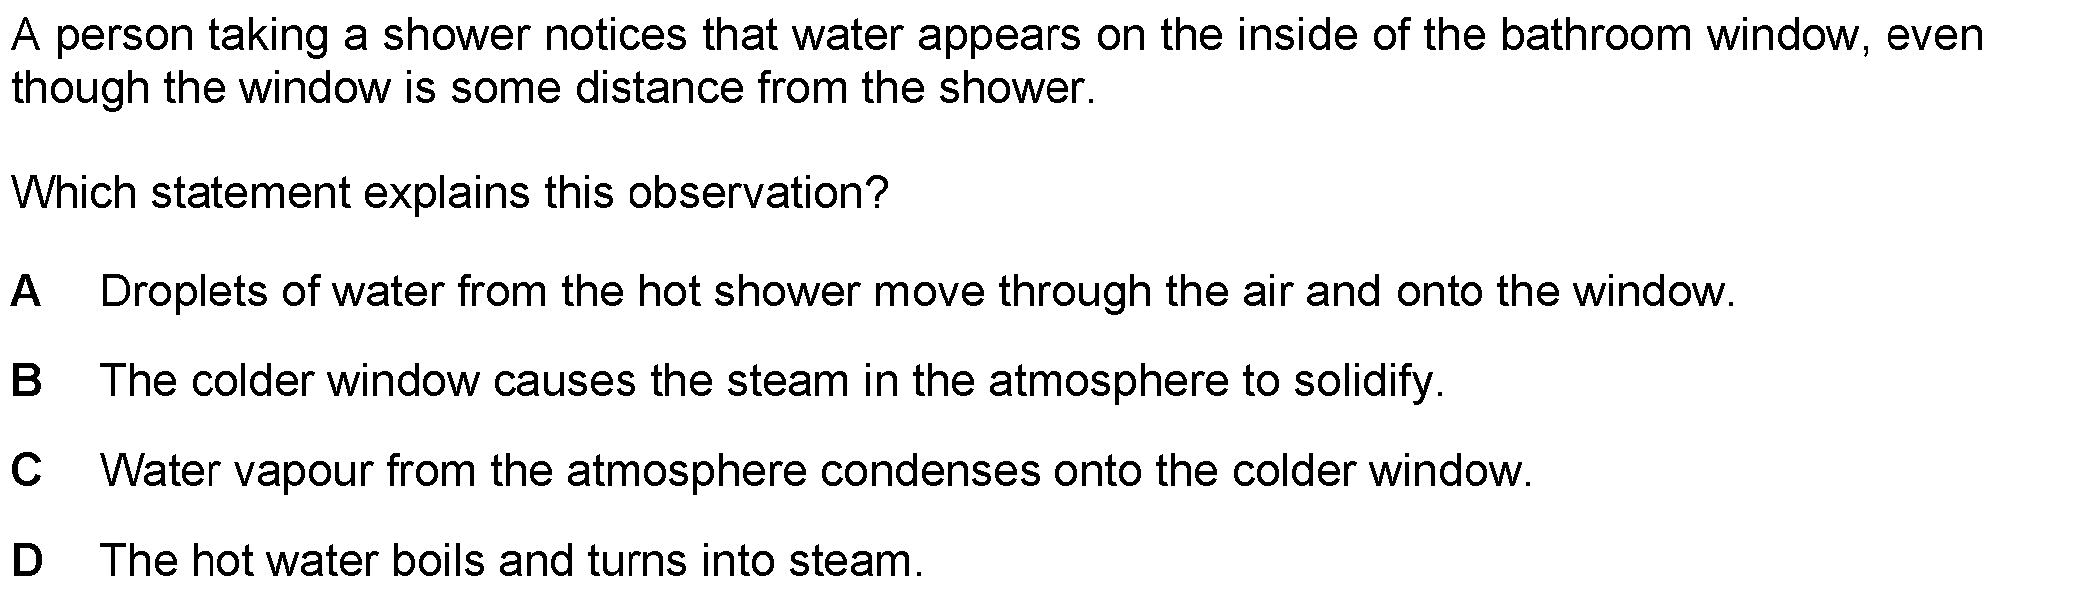 A person taking a shower notices that water appears on the inside of the bathroom window, even
though the window is some distance from the shower.
Which statement explains this observation?
A Droplets of water from the hot shower move through the air and onto the window.
B The colder window causes the steam in the atmosphere to solidify.
C Water vapour from the atmosphere condenses onto the colder window.
D The hot water boils and turns into steam.